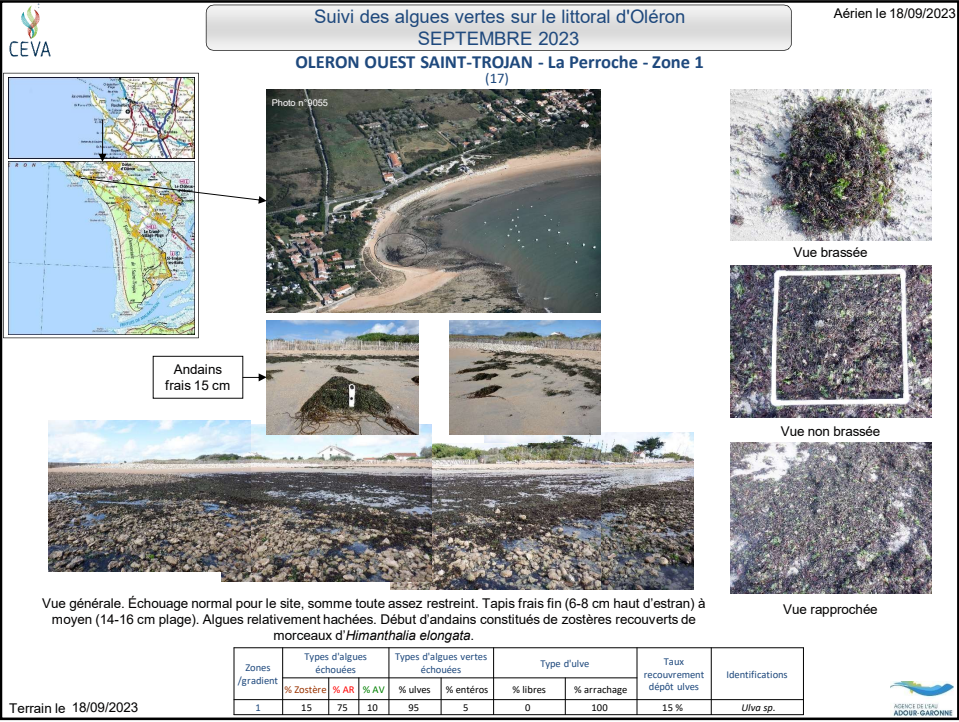 CEVA
Suivi des algues vertes sur le littoral d'Oléron
SEPTEMBRE 2023
Aérien le 18/09/2023
OLERON OUEST SAINT-TROJAN - La Perroche - Zone 1
(17)
Photo n°9055
Vue brassée
Andains
frais 15 cm
Vue non brassée
Vue rapprochée
Vue générale. Échouage normal pour le site, somme toute assez restreint. Tapis frais fin (6-8 cm haut d'estran) à
moyen (14-16 cm plage). Algues relativement hachées. Début d'andains constitués de zostères recouverts de
morceaux d'Himanthalia elongata.
Zones
/gradient
Types d'algues
échouées
Types d'algues vertes
échouées
Type d'ulve
Taux
recouvrement
dépôt ulves
Identifications
% Zostère % AR % AV % ulves % entéros % libres % arrachage
1 15 75 10 95 5 0 100 15 % Ulva sp.
Terrain le 18/09/2023
AGENCE DE L'EAU
ADOUR-GARONNE